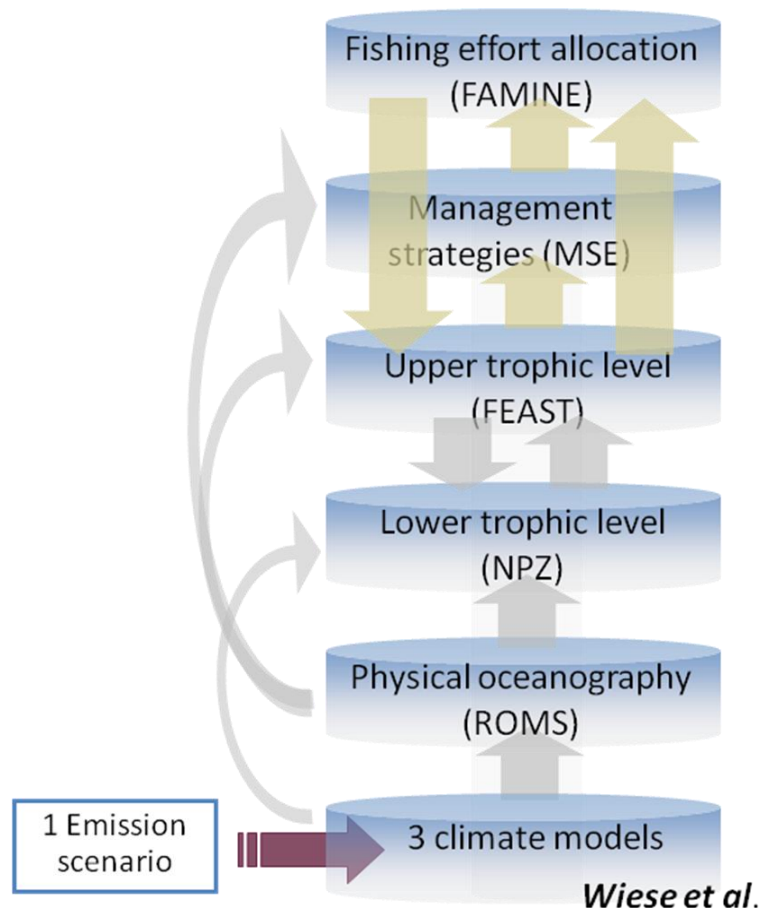 Fishing effort allocation
(FAMINE)
Management
strategies (MSE)
Upper trophic level
(FEAST)
Lower trophic level
(NPZ)
Physical oceanography
(ROMS)
1 Emission
scenario
3 climate models
Wiese et al.